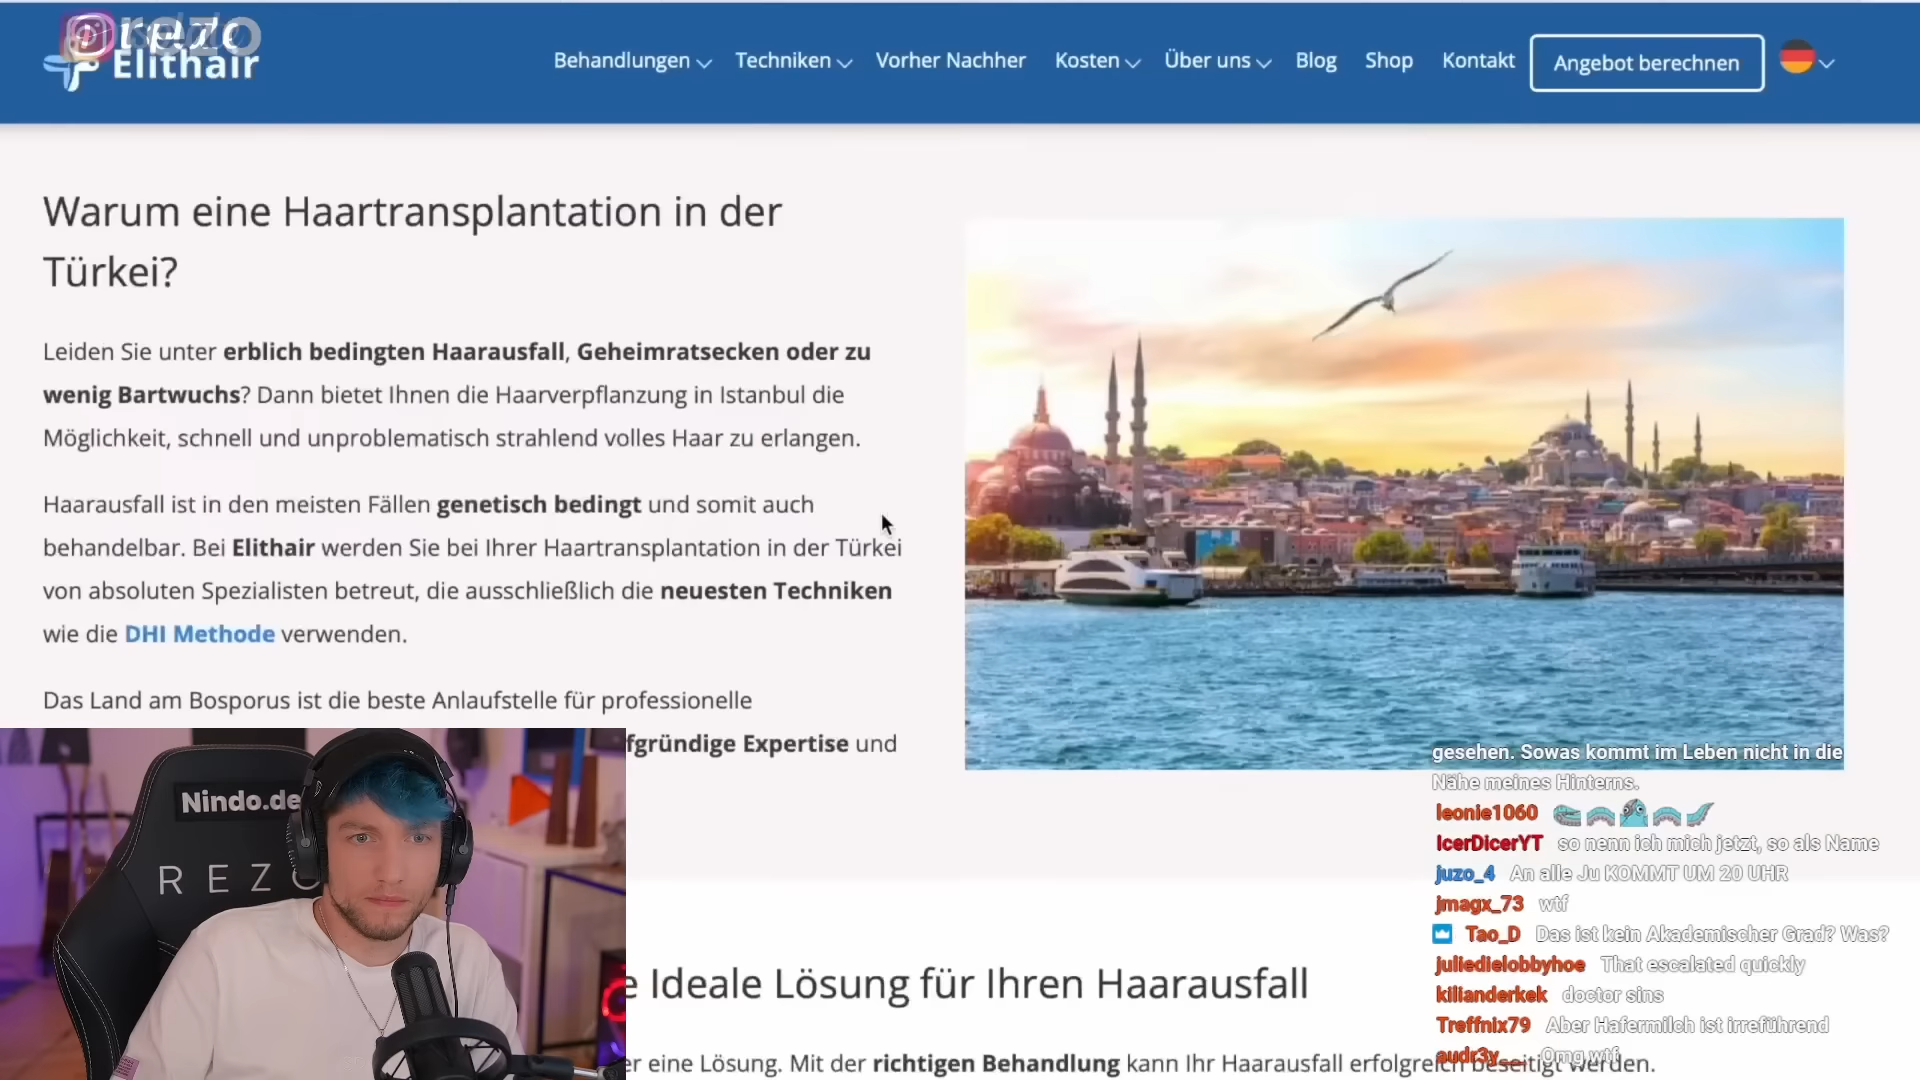 rezo
Elithair
Behandlungen
Techniken
Vorher Nachher
Kosten
Über uns
Blog
Shop
Kontakt
Angebot berechnen
Warum eine Haartransplantation in der
Türkei?
Leiden Sie unter erblich bedingten Haarausfall, Geheimratsecken oder zu
wenig Bartwuchs? Dann bietet Ihnen die Haarverpflanzung in Istanbul die
Möglichkeit, schnell und unproblematisch strahlend volles Haar zu erlangen.
Haarausfall ist in den meisten Fällen genetisch bedingt und somit auch
behandelbar. Bei Elithair werden Sie bei Ihrer Haartransplantation in der Türkei
von absoluten Spezialisten betreut, die ausschließlich die neuesten Techniken
wie die DHI Methode verwenden.
Das Land am Bosporus ist die beste Anlaufstelle für professionelle
fgründige Expertise und
e Ideale Lösung für Ihren Haarausfall
er eine Lösung. Mit der richtigen Behandlung kann Ihr Haarausfall erfolgreich beseitigt werden.
Nindo.de
REZO
gesehen. Sowas kommt im Leben nicht in die
Nähe meines Hinterns.
leonie1060
IcerDicerYT so nenn ich mich jetzt, so als Name
juzo_4 An alle Ju KOMMT UM 20 UHR
jmagx_73 wtf
Tao_D Das ist kein Akademischer Grad? Was?
juliedielobbyhoe That escalated quickly
kilianderkek doctor sins
Treffnix79 Aber Hafermilch ist irreführend
audr3y__ Omg wtf